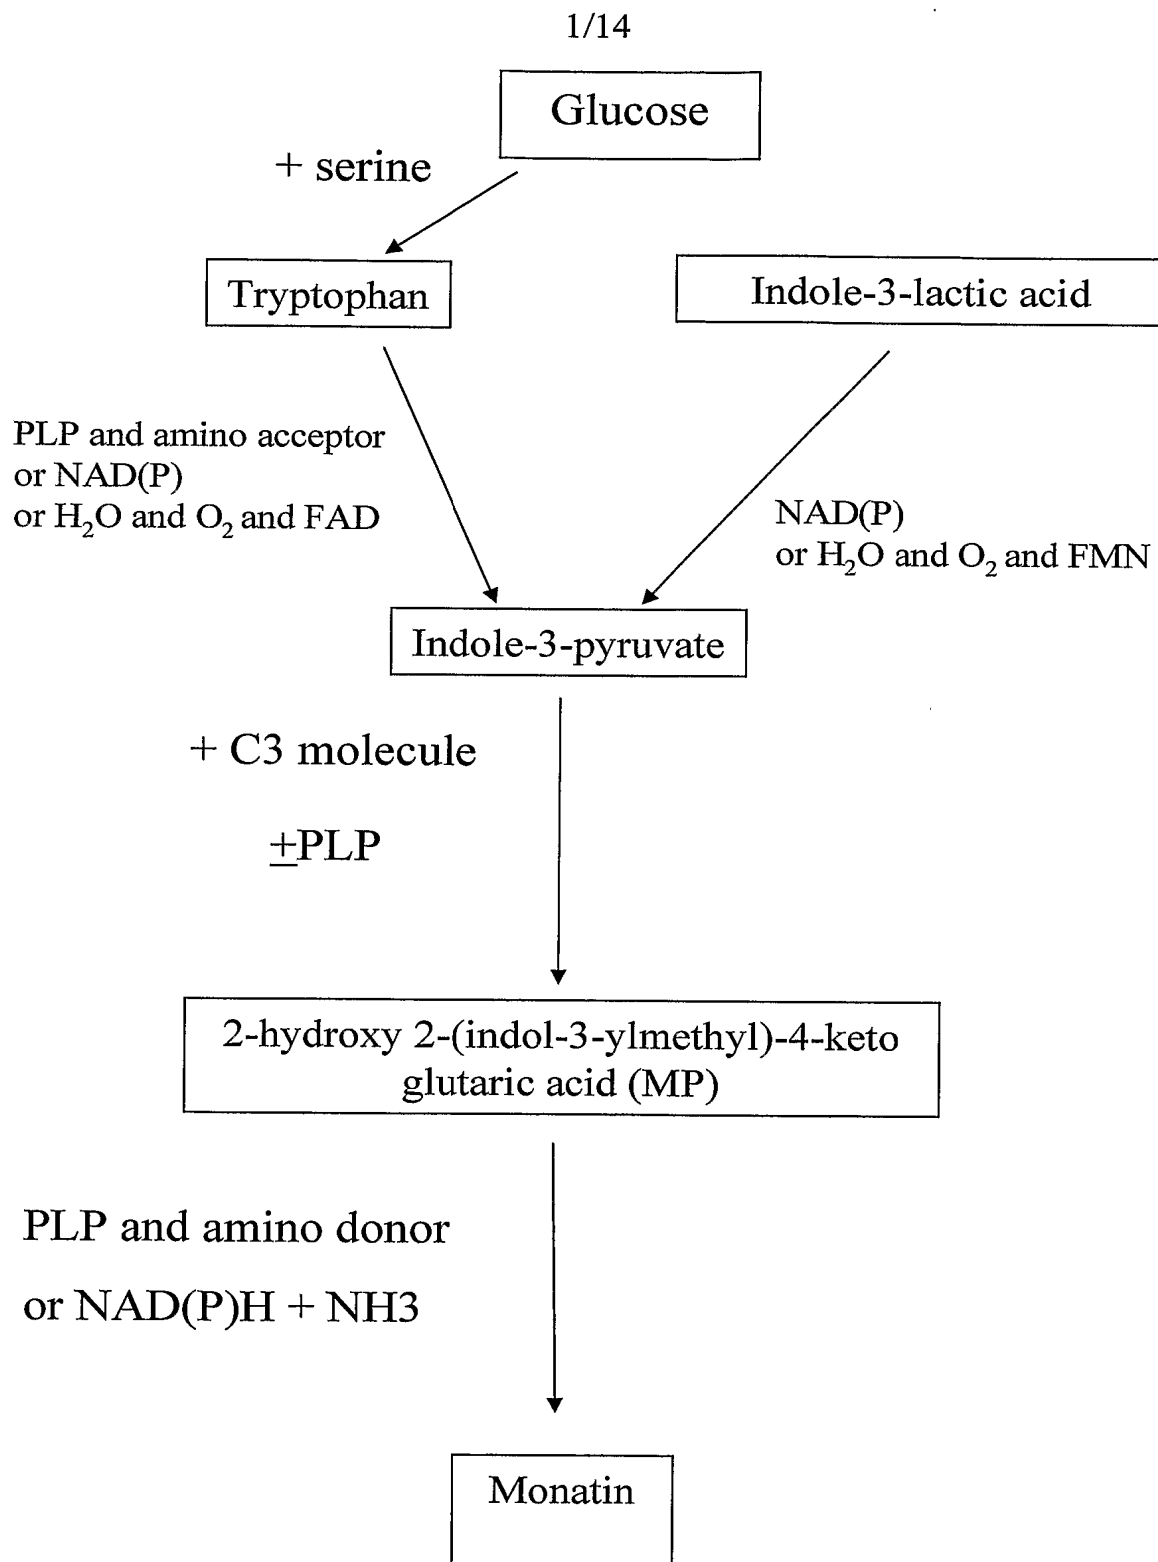 1/14
Glucose
+ serine
Tryptophan
Indole-3-lactic acid
PLP and amino acceptor
or NAD(P)
or H₂O and O₂ and FAD
NAD(P)
or H₂O and O₂ and FMN
Indole-3-pyruvate
+ C3 molecule
±PLP
2-hydroxy 2-(indol-3-ylmethyl)-4-keto
glutaric acid (MP)
PLP and amino donor
or NAD(P)H + NH3
Monatin